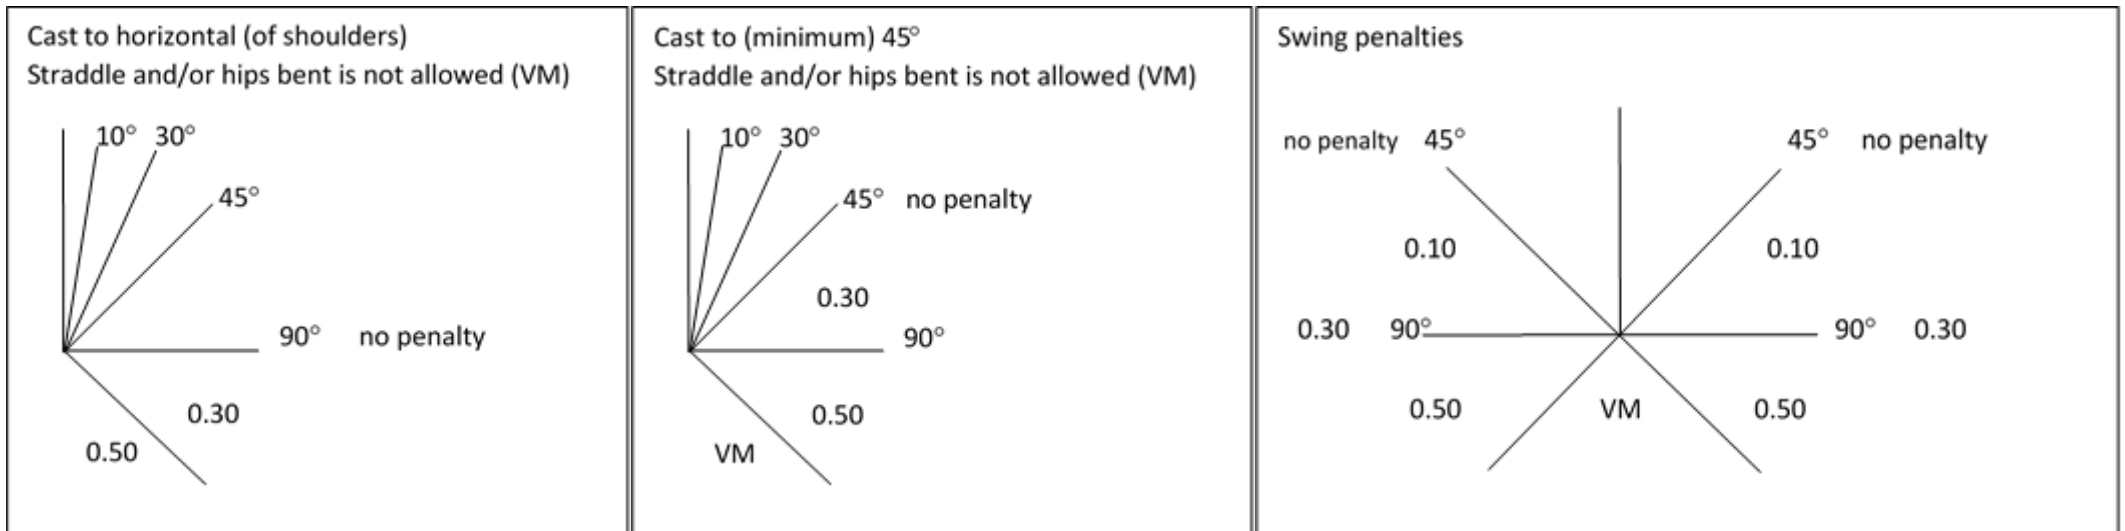 Cast to horizontal (of shoulders)
Straddle and/or hips bent is not allowed (VM)
10° 30°
45°
90° no penalty
0.30
0.50
Cast to (minimum) 45°
Straddle and/or hips bent is not allowed (VM)
10° 30°
45° no penalty
0.30
90°
0.50
VM
Swing penalties
no penalty 45° 45° no penalty
0.10 0.10
0.30 90° 90° 0.30
0.50 VM 0.50